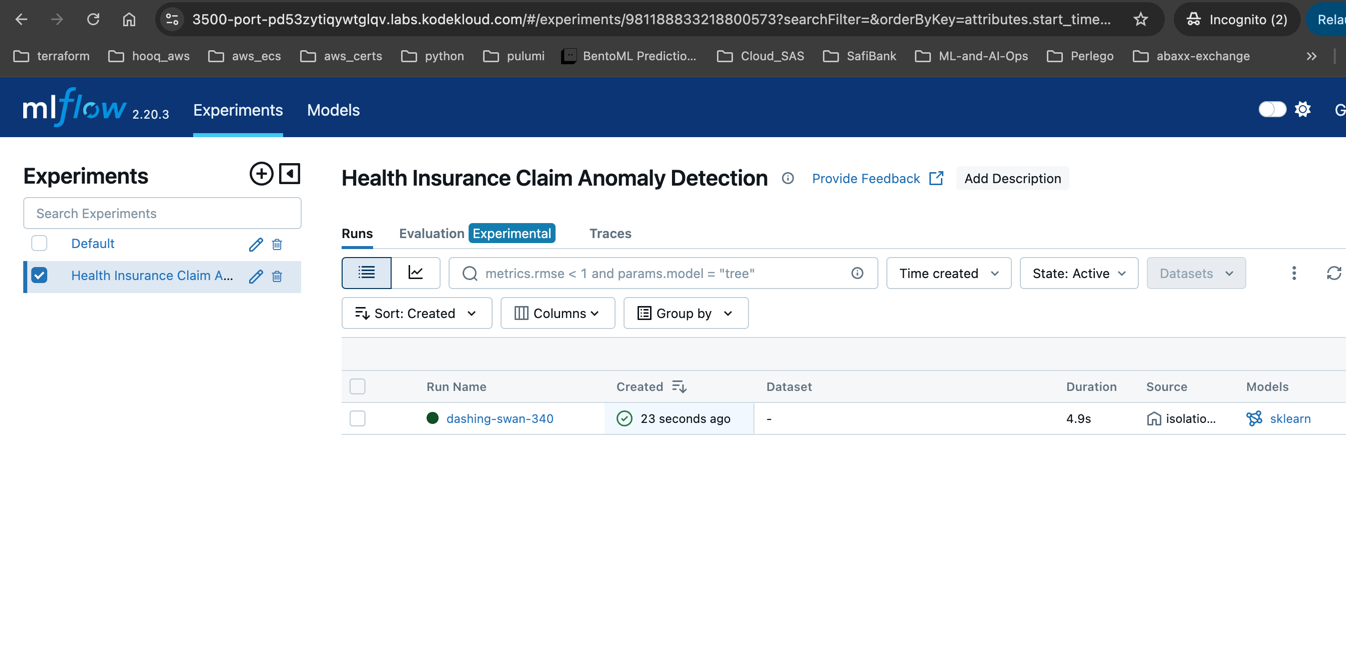 3500-port-pd53zytiqywtglqv.labs.kodekloud.com/#/experiments/981188833218800573?searchFilter=&orderByKey=attributes.start_time... Incognito (2) Rela
terraform hooq_aws aws_ecs aws_certs python pulumi BentoML Predictio... Cloud_SAS SafiBank ML-and-AI-Ops Perlego abaxx-exchange »
mlflow 2.20.3 Experiments Models G
Experiments
Search Experiments
Default
Health Insurance Claim A...
Health Insurance Claim Anomaly Detection Provide Feedback Add Description
Runs Evaluation Experimental Traces
metrics.rmse < 1 and params.model = "tree" Time created State: Active Datasets
Sort: Created Columns Group by
Run Name Created Dataset Duration Source Models
dashing-swan-340 23 seconds ago - 4.9s isolatio... sklearn